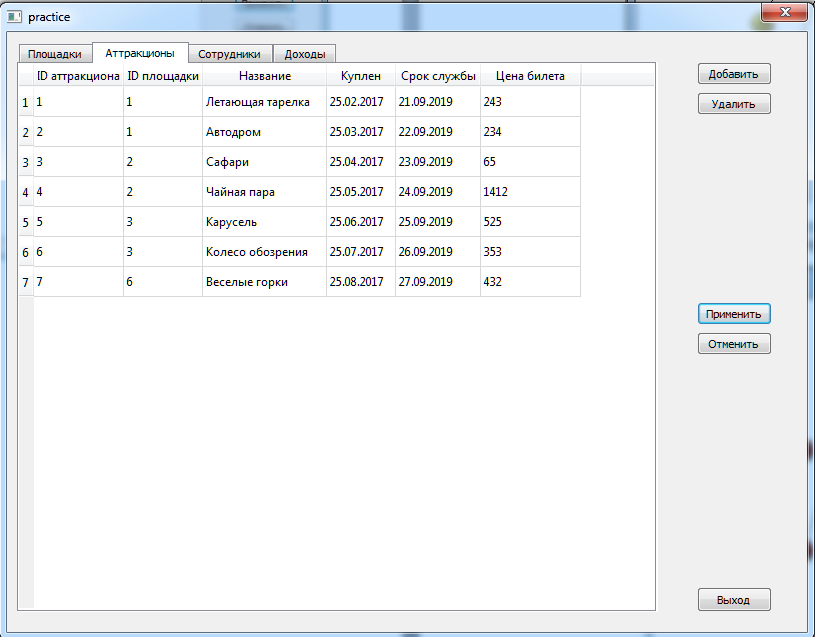 practice
Площадки Аттракционы Сотрудники Доходы
ID аттракциона ID площадки Название Куплен Срок службы Цена билета
1 1 1 Летающая тарелка 25.02.2017 21.09.2019 243
2 2 1 Автодром 25.03.2017 22.09.2019 234
3 3 2 Сафари 25.04.2017 23.09.2019 65
4 4 2 Чайная пара 25.05.2017 24.09.2019 1412
5 5 3 Карусель 25.06.2017 25.09.2019 525
6 6 3 Колесо обозрения 25.07.2017 26.09.2019 353
7 7 6 Веселые горки 25.08.2017 27.09.2019 432
Добавить
Удалить
Применить
Отменить
Выход